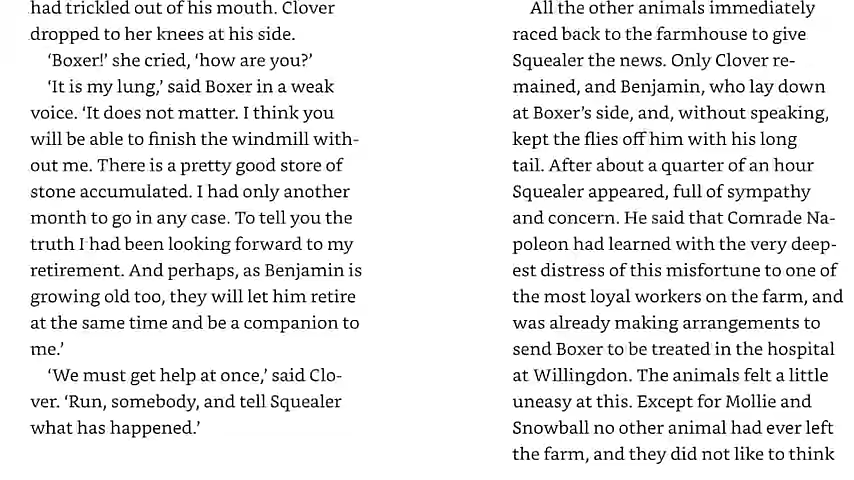 had trickled out of his mouth. Clover
dropped to her knees at his side.
‘Boxer!’ she cried, ‘how are you?’
‘It is my lung,’ said Boxer in a weak
voice. ‘It does not matter. I think you
will be able to finish the windmill with-
out me. There is a pretty good store of
stone accumulated. I had only another
month to go in any case. To tell you the
truth I had been looking forward to my
retirement. And perhaps, as Benjamin is
growing old too, they will let him retire
at the same time and be a companion to
me.’
‘We must get help at once,’ said Clo-
ver. ‘Run, somebody, and tell Squealer
what has happened.’
All the other animals immediately
raced back to the farmhouse to give
Squealer the news. Only Clover re-
mained, and Benjamin, who lay down
at Boxer’s side, and, without speaking,
kept the flies off him with his long
tail. After about a quarter of an hour
Squealer appeared, full of sympathy
and concern. He said that Comrade Na-
poleon had learned with the very deep-
est distress of this misfortune to one of
the most loyal workers on the farm, and
was already making arrangements to
send Boxer to be treated in the hospital
at Willingdon. The animals felt a little
uneasy at this. Except for Mollie and
Snowball no other animal had ever left
the farm, and they did not like to think